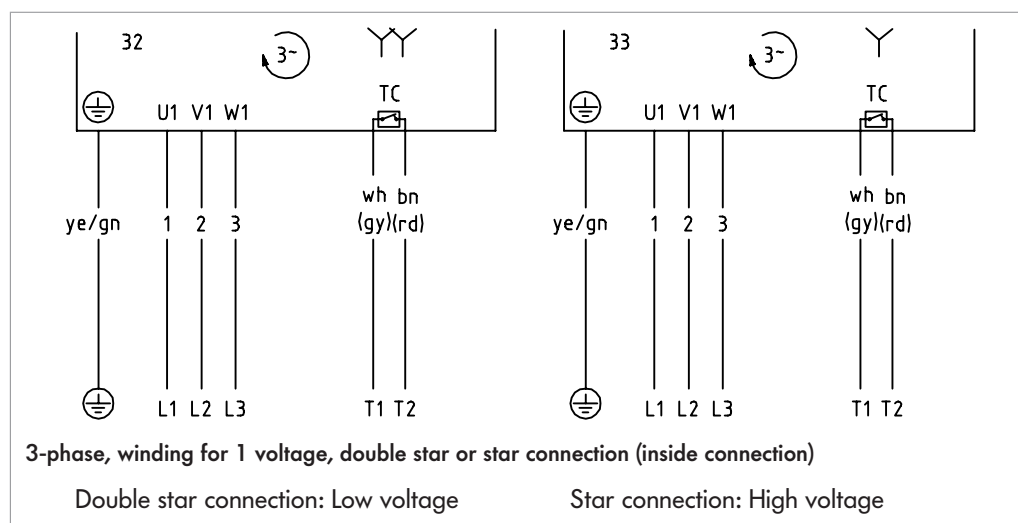 32 3~ 33 3~
TC TC
U1 V1 W1 U1 V1 W1
wh bn wh bn
ye/gn 1 2 3 (gy)(rd) ye/gn 1 2 3 (gy)(rd)
L1 L2 L3 T1 T2 L1 L2 L3 T1 T2
3-phase, winding for 1 voltage, double star or star connection (inside connection)
Double star connection: Low voltage Star connection: High voltage